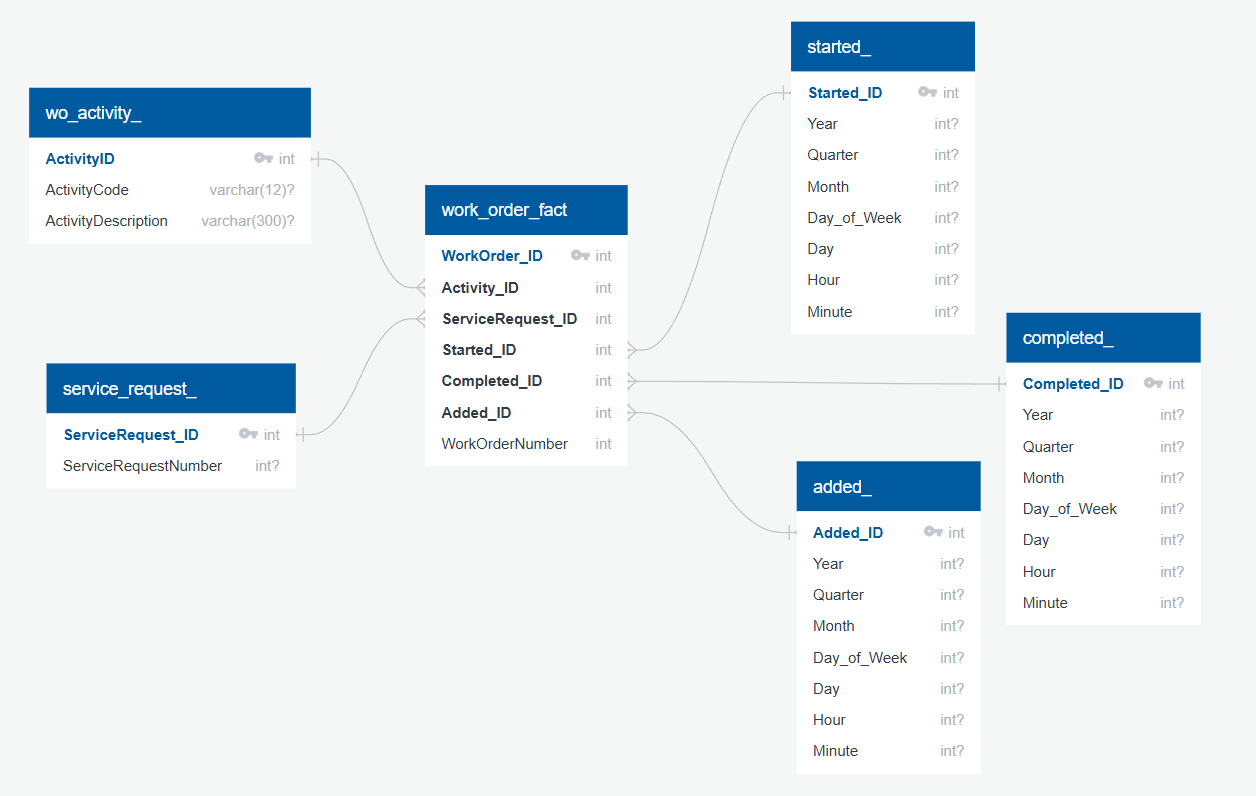 wo_activity_
ActivityID int
ActivityCode varchar(12)?
ActivityDescription varchar(300)?
service_request_
ServiceRequest_ID int
ServiceRequestNumber int?
work_order_fact
WorkOrder_ID int
Activity_ID int
ServiceRequest_ID int
Started_ID int
Completed_ID int
Added_ID int
WorkOrderNumber int
started_
Started_ID int
Year int?
Quarter int?
Month int?
Day_of_Week int?
Day int?
Hour int?
Minute int?
completed_
Completed_ID int
Year int?
Quarter int?
Month int?
Day_of_Week int?
Day int?
Hour int?
Minute int?
added_
Added_ID int
Year int?
Quarter int?
Month int?
Day_of_Week int?
Day int?
Hour int?
Minute int?